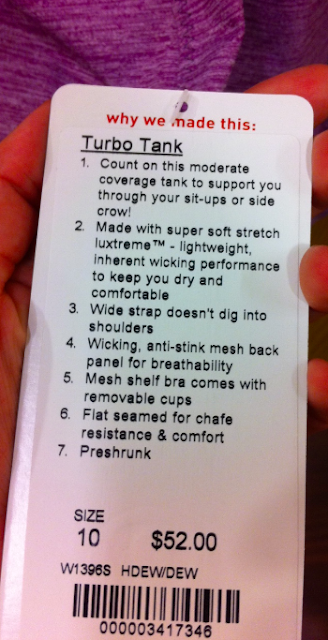 why we made this:
Turbo Tank
1. Count on this moderate
coverage tank to support you
through your sit-ups or side
crow!
2. Made with super soft stretch
luxtreme™ - lightweight,
inherent wicking performance
to keep you dry and
comfortable
3. Wide strap doesn't dig into
shoulders
4. Wicking, anti-stink mesh back
panel for breathability
5. Mesh shelf bra comes with
removable cups
6. Flat seamed for chafe
resistance & comfort
7. Preshrunk
SIZE
10 $52.00
W1396S HDEW/DEW
000003417346